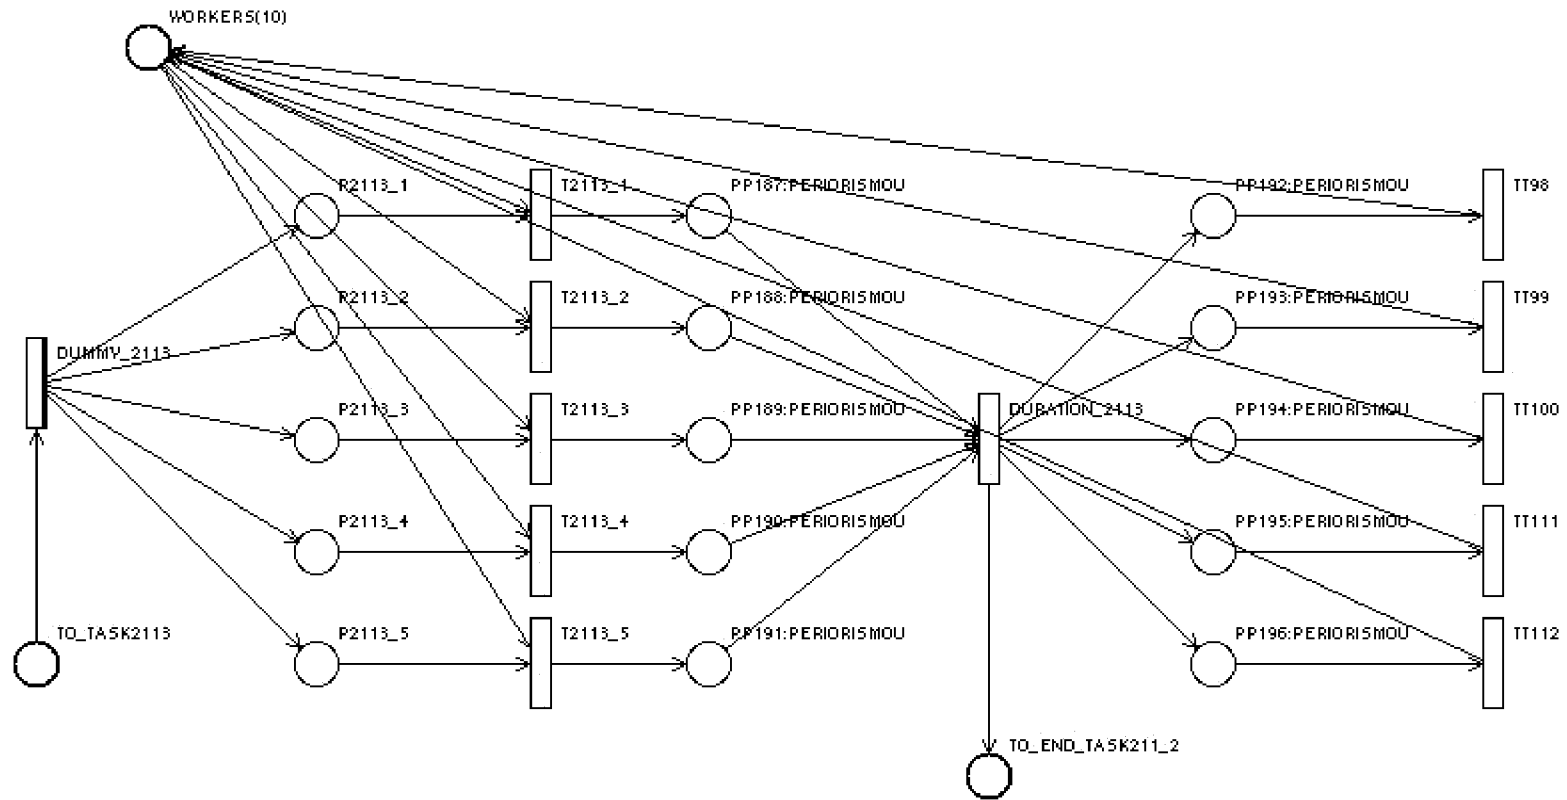 WORKERS(10)
P2113_1 T2113_1 PP187:PERIORISMOU PP192:PERIORISMOU TT98
P2113_2 T2113_2 PP188:PERIORISMOU PP193:PERIORISMOU TT99
DUMMY_2113
P2113_3 T2113_3 PP189:PERIORISMOU DURATION_2113 PP194:PERIORISMOU TT100
P2113_4 T2113_4 PP190:PERIORISMOU PP195:PERIORISMOU TT111
TO_TASK2113 P2113_5 T2113_5 PP191:PERIORISMOU PP196:PERIORISMOU TT112
TO_END_TASK211_2